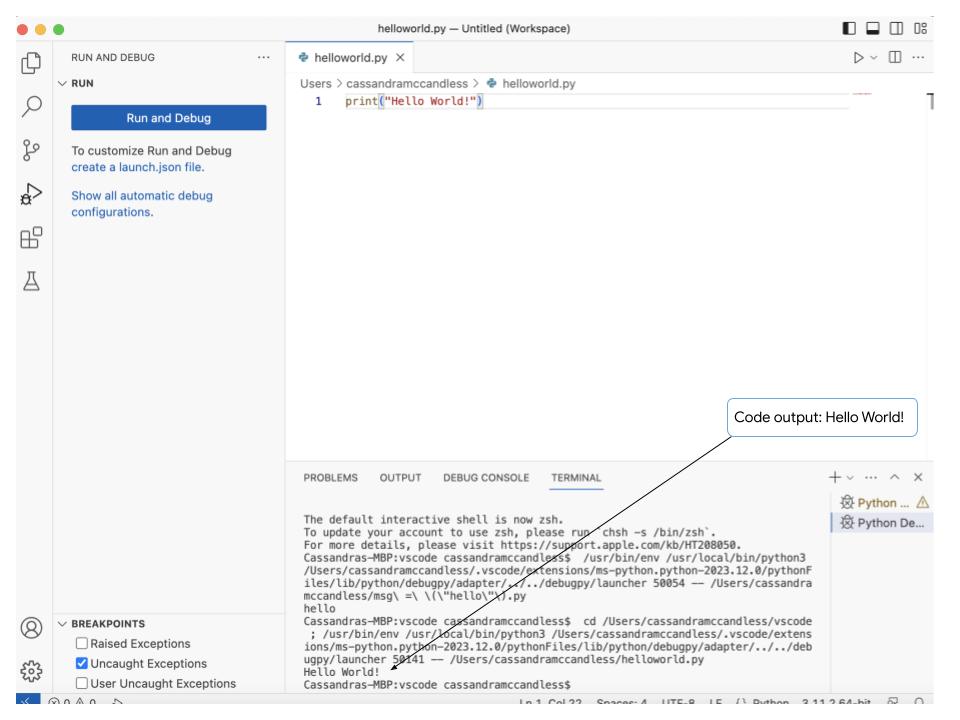 helloworld.py — Untitled (Workspace)
RUN AND DEBUG ···
RUN
Run and Debug
To customize Run and Debug
create a launch.json file.
Show all automatic debug
configurations.
helloworld.py ×
Users > cassandramccandless > helloworld.py
1 print("Hello World!")
Code output: Hello World!
PROBLEMS OUTPUT DEBUG CONSOLE TERMINAL
Python ...
Python De...
The default interactive shell is now zsh.
To update your account to use zsh, please run `chsh -s /bin/zsh`.
For more details, please visit https://support.apple.com/kb/HT208050.
Cassandras-MBP:vscode cassandramccandless$ /usr/bin/env /usr/local/bin/python3
/Users/cassandramccandless/.vscode/extensions/ms-python.python-2023.12.0/pythonF
iles/lib/python/debugpy/adapter/../../debugpy/launcher 50054 -- /Users/cassandra
mccandless/msg\ =\ \(\"hello\"\).py
hello
Cassandras-MBP:vscode cassandramccandless$ cd /Users/cassandramccandless/vscode
; /usr/bin/env /usr/local/bin/python3 /Users/cassandramccandless/.vscode/extens
ions/ms-python.python-2023.12.0/pythonFiles/lib/python/debugpy/adapter/../../deb
ugpy/launcher 50141 -- /Users/cassandramccandless/helloworld.py
Hello World!
Cassandras-MBP:vscode cassandramccandless$
BREAKPOINTS
Raised Exceptions
Uncaught Exceptions
User Uncaught Exceptions
0 0
Ln 1, Col 22 Spaces: 4 UTF-8 LF {} Python 3.11.2 64-bit